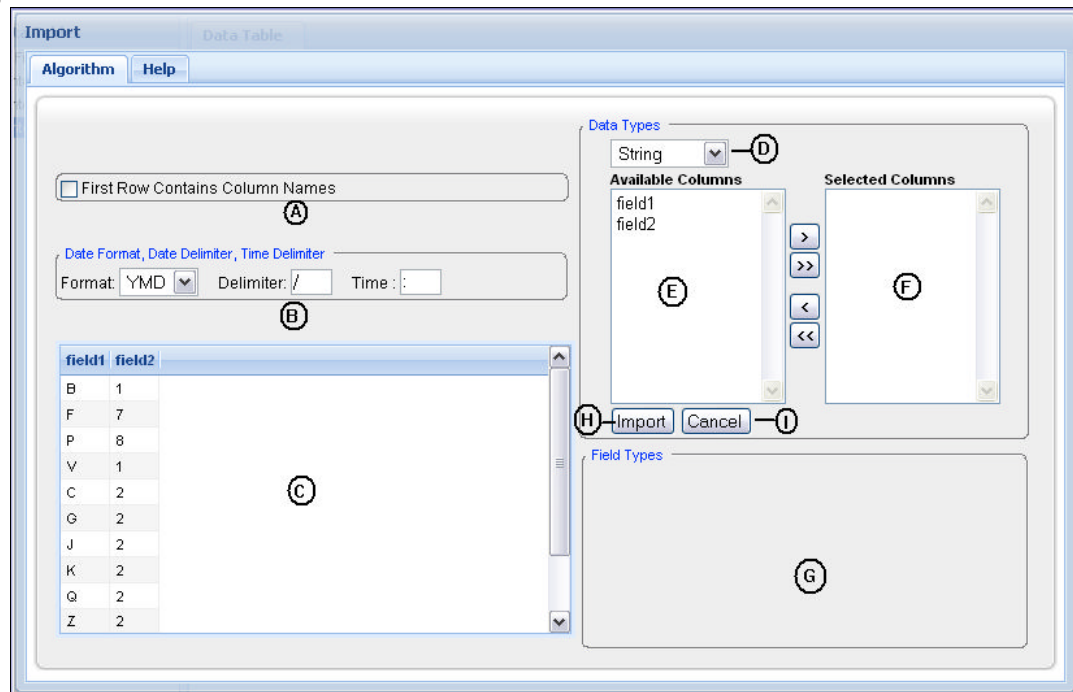 Import
Data Table
Algorithm Help
First Row Contains Column Names
A
Date Format, Date Delimiter, Time Delimiter
Format: YMD Delimiter: / Time : :
B
field1 field2
B 1
F 7
P 8
V 1
C 2
G 2
J 2
K 2
Q 2
Z 2
C
Data Types
String D
Available Columns Selected Columns
field1
field2
>
>>
<
<<
E F
H Import Cancel I
Field Types
G